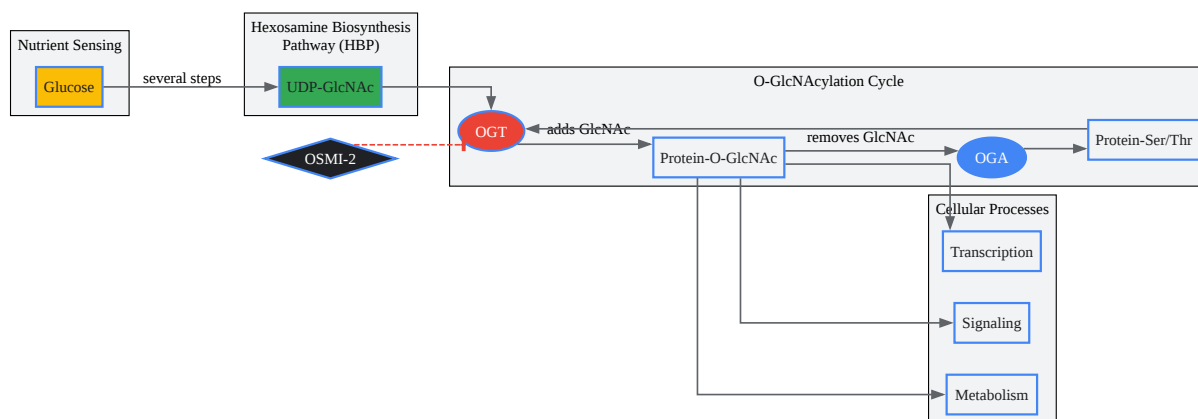 Nutrient Sensing
Glucose
several steps
Hexosamine Biosynthesis
Pathway (HBP)
UDP-GlcNAc
OSMI-2
O-GlcNAcylation Cycle
OGT
adds GlcNAc
Protein-O-GlcNAc
removes GlcNAc
OGA
Protein-Ser/Thr
Cellular Processes
Transcription
Signaling
Metabolism